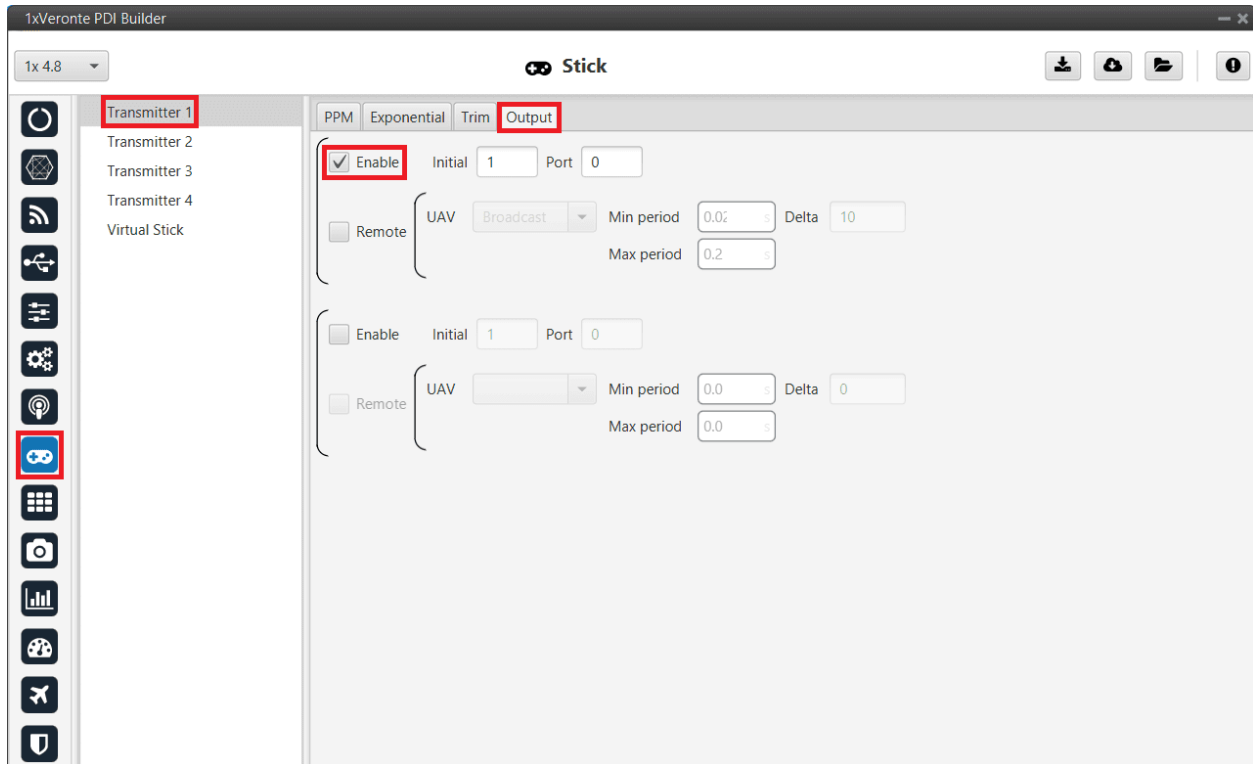 1xVeronte PDI Builder
1x 4.8
Stick
Transmitter 1
Transmitter 2
Transmitter 3
Transmitter 4
Virtual Stick
PPM Exponential Trim Output
Enable Initial 1 Port 0
Remote UAV Broadcast Min period 0.02 s Delta 10
Max period 0.2 s
Enable Initial 1 Port 0
Remote UAV Min period 0.0 s Delta 0
Max period 0.0 s